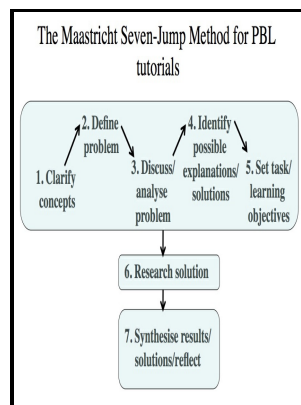 The Maastricht Seven-Jump Method for PBL
tutorials
1. Clarify
concepts
2. Define
problem
3. Discuss/
analyse
problem
4. Identify
possible
explanations/
solutions
5. Set task/
learning
objectives
6. Research solution
7. Synthesise results/
solutions/reflect